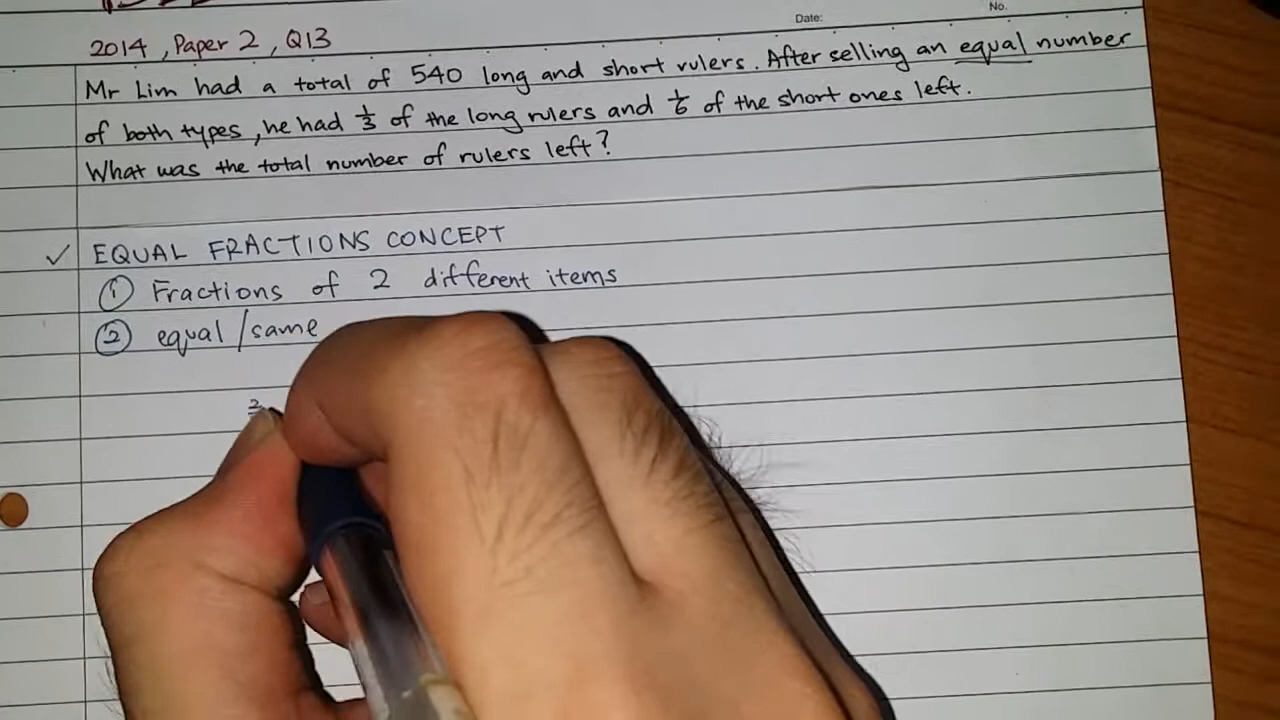 Date:
No.
2014, Paper 2, Q13
Mr Lim had a total of 540 long and short rulers. After selling an equal number
of both types, he had 1/3 of the long rulers and 1/6 of the short ones left.
What was the total number of rulers left?
✓ EQUAL FRACTIONS CONCEPT
① Fractions of 2 different items
② equal/same
2